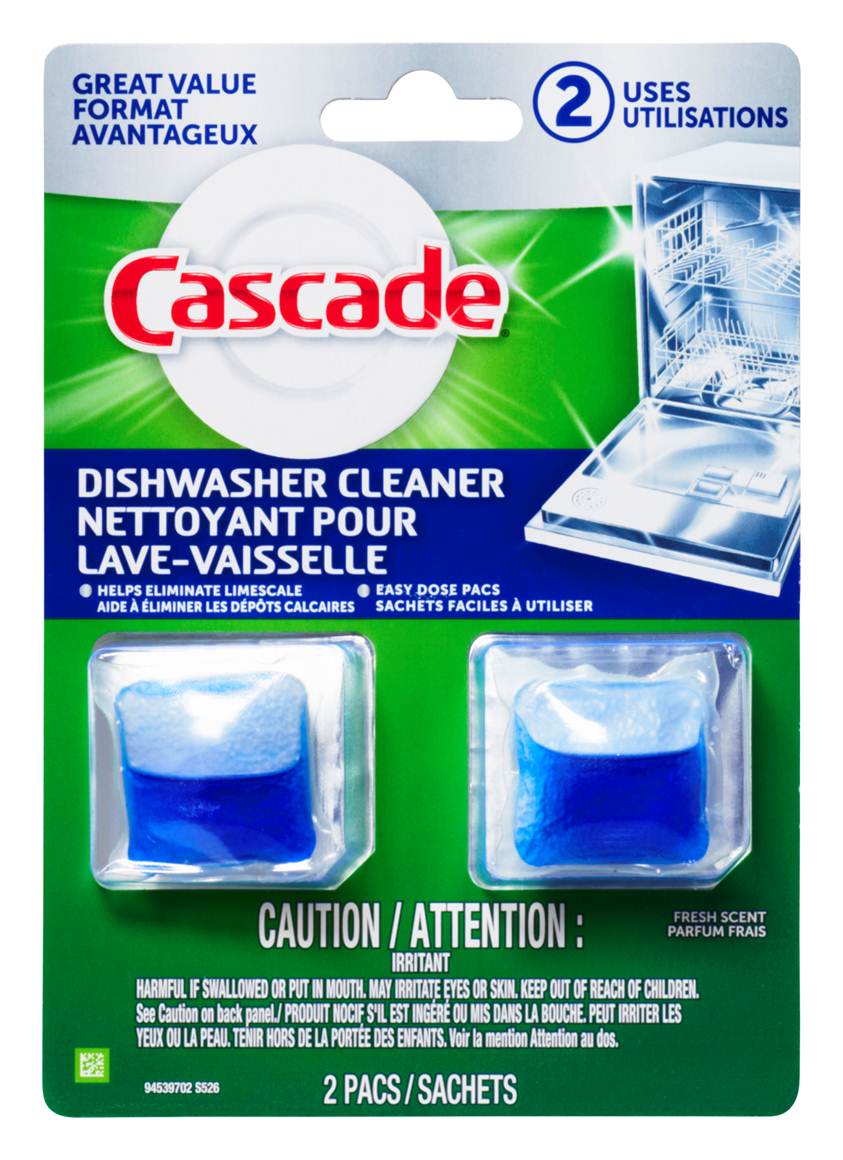 GREAT VALUE
FORMAT
AVANTAGEUX
2 USES
UTILISATIONS
Cascade
DISHWASHER CLEANER
NETTOYANT POUR
LAVE-VAISSELLE
HELPS ELIMINATE LIMESCALE
AIDE À ÉLIMINER LES DÉPÔTS CALCAIRES
EASY DOSE PACS
SACHETS FACILES À UTILISER
CAUTION / ATTENTION :
IRRITANT
FRESH SCENT
PARFUM FRAIS
HARMFUL IF SWALLOWED OR PUT IN MOUTH. MAY IRRITATE EYES OR SKIN. KEEP OUT OF REACH OF CHILDREN.
See Caution on back panel./ PRODUIT NOCIF S'IL EST INGÉRÉ OU MIS DANS LA BOUCHE. PEUT IRRITER LES
YEUX OU LA PEAU. TENIR HORS DE LA PORTÉE DES ENFANTS. Voir la mention Attention au dos.
94539702 S526
2 PACS / SACHETS